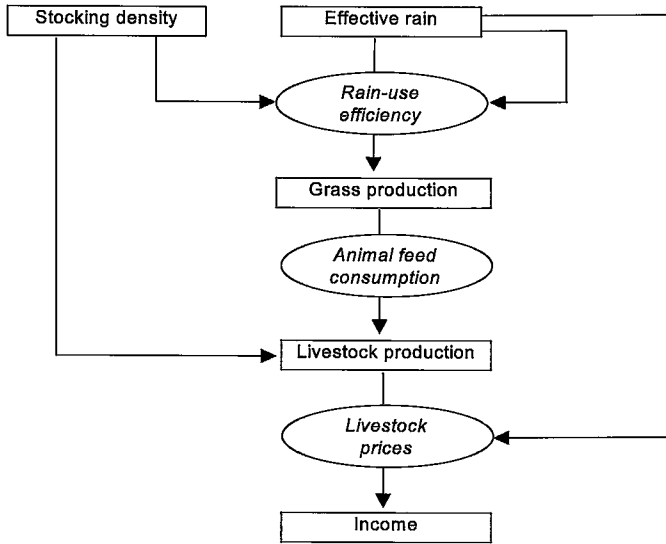 Stocking density
Effective rain
Rain-use
efficiency
Grass production
Animal feed
consumption
Livestock production
Livestock
prices
Income